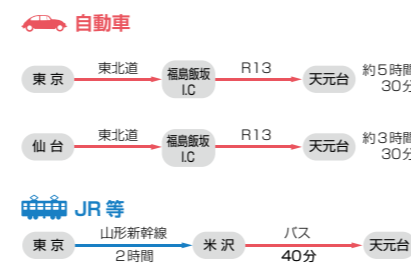 自動車
東京 東北道 福島飯坂I.C R13 天元台 約5時間30分
仙台 東北道 福島飯坂I.C R13 天元台 約3時間30分
JR等
東京 山形新幹線 2時間 米沢 バス 40分 天元台